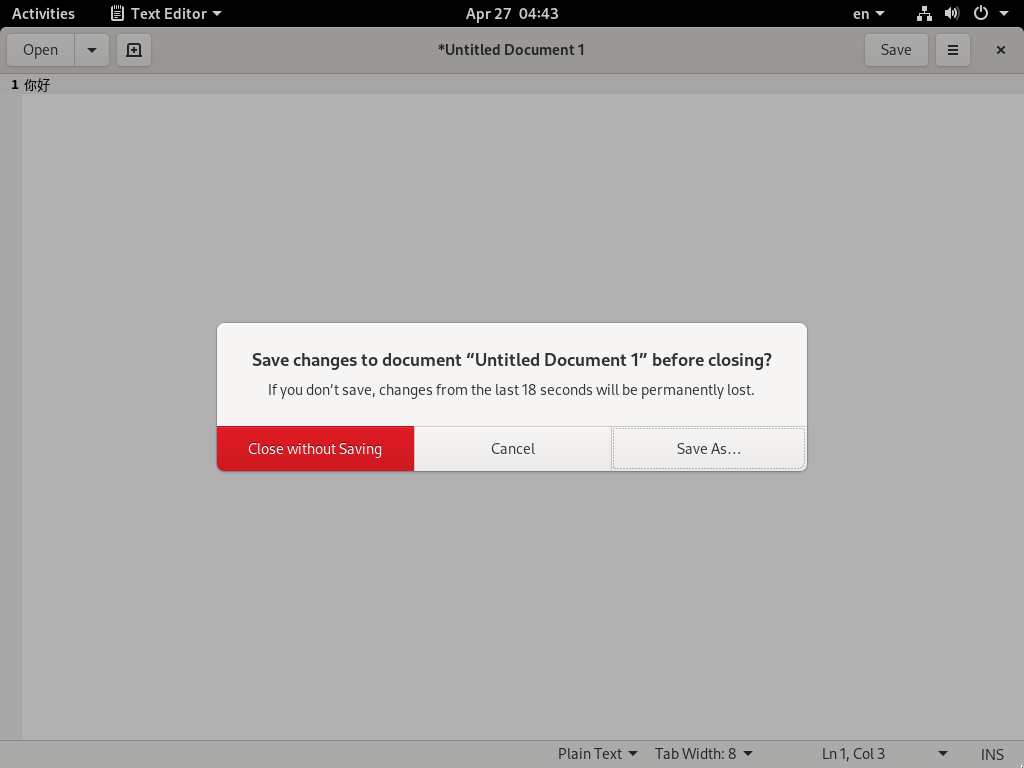 Activities Text Editor Apr 27 04:43 en
Open *Untitled Document 1 Save
1 你好
Save changes to document “Untitled Document 1” before closing?
If you don’t save, changes from the last 18 seconds will be permanently lost.
Close without Saving Cancel Save As…
Plain Text Tab Width: 8 Ln 1, Col 3 INS